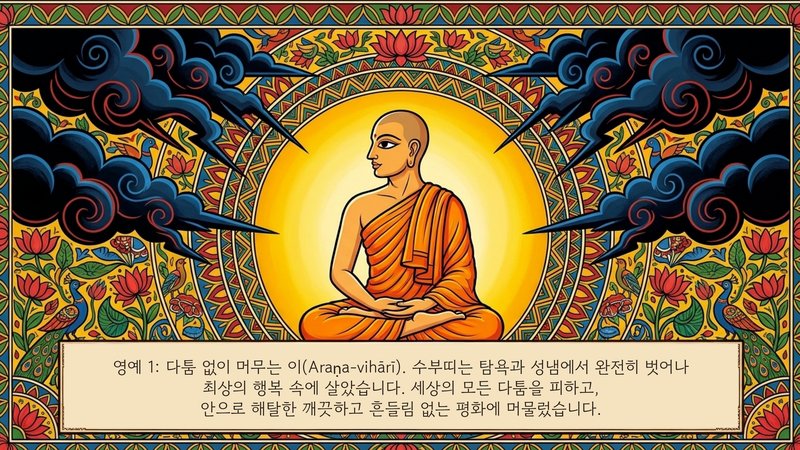 영예 1: 다툼 없이 머무는 이(Araṇa-vihārī). 수부띠는 탐욕과 성냄에서 완전히 벗어나
최상의 행복 속에 살았습니다. 세상의 모든 다툼을 피하고,
안으로 해탈한 깨끗하고 흔들림 없는 평화에 머물렀습니다.